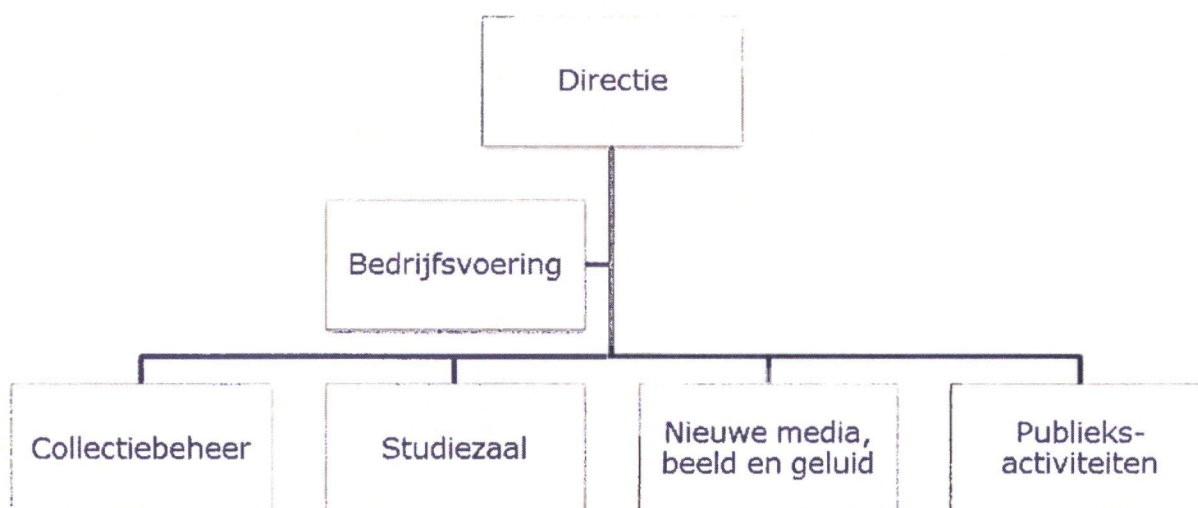 Directie
Bedrijfsvoering
Collectiebeheer
Studiezaal
Nieuwe media,
beeld en geluid
Publieks-
activiteiten